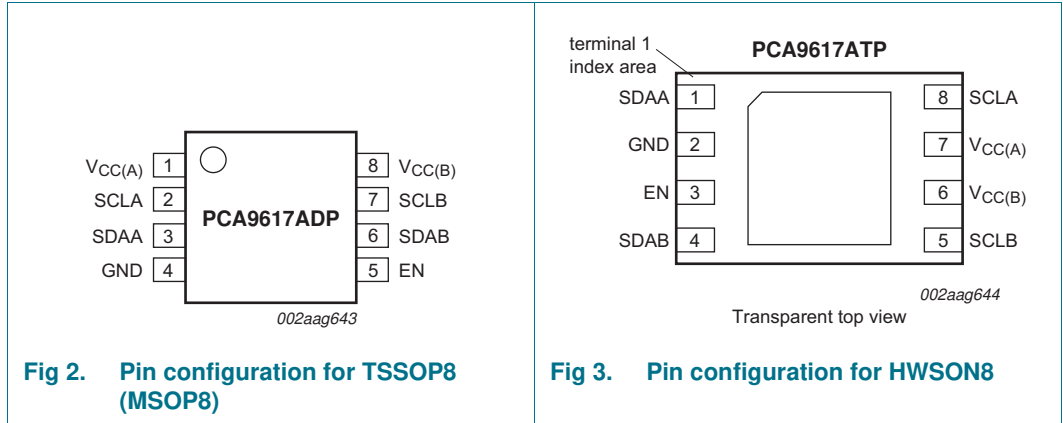 VCC(A) 1
SCLA 2
SDAA 3
GND 4
PCA9617ADP
8 VCC(B)
7 SCLB
6 SDAB
5 EN
002aag643
Fig 2. Pin configuration for TSSOP8
(MSOP8)
terminal 1
index area
PCA9617ATP
SDAA 1
GND 2
EN 3
SDAB 4
8 SCLA
7 VCC(A)
6 VCC(B)
5 SCLB
002aag644
Transparent top view
Fig 3. Pin configuration for HWSON8